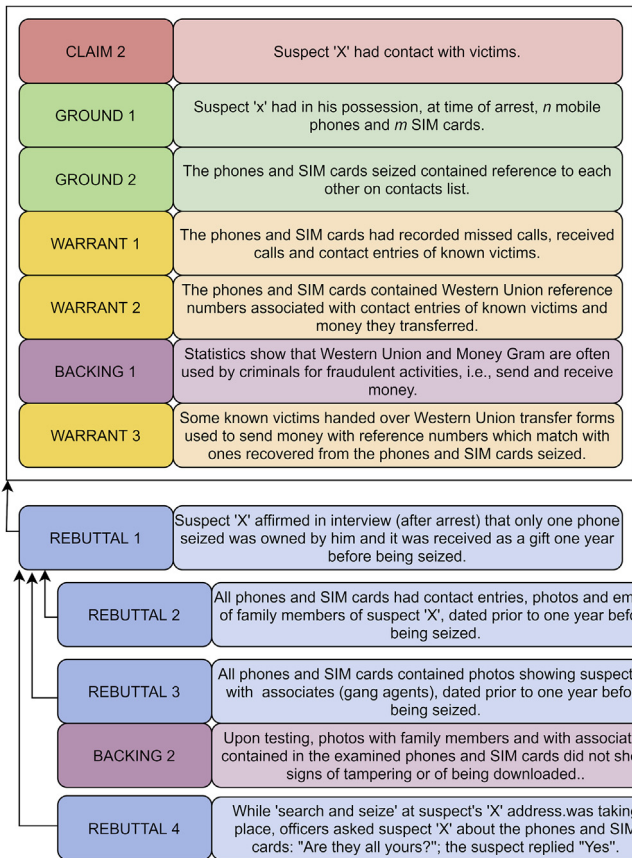 CLAIM 2
Suspect 'X' had contact with victims.
GROUND 1
Suspect 'x' had in his possession, at time of arrest, n mobile
phones and m SIM cards.
GROUND 2
The phones and SIM cards seized contained reference to each
other on contacts list.
WARRANT 1
The phones and SIM cards had recorded missed calls, received
calls and contact entries of known victims.
WARRANT 2
The phones and SIM cards contained Western Union reference
numbers associated with contact entries of known victims and
money they transferred.
BACKING 1
Statistics show that Western Union and Money Gram are often
used by criminals for fraudulent activities, i.e., send and receive
money.
WARRANT 3
Some known victims handed over Western Union transfer forms
used to send money with reference numbers which match with
ones recovered from the phones and SIM cards seized.
REBUTTAL 1
Suspect 'X' affirmed in interview (after arrest) that only one phone
seized was owned by him and it was received as a gift one year
before being seized.
REBUTTAL 2
All phones and SIM cards had contact entries, photos and
of family members of suspect 'X', dated prior to one year
being seized.
REBUTTAL 3
All phones and SIM cards contained photos showing suspect
with associates (gang agents), dated prior to one year
being seized.
BACKING 2
Upon testing, photos with family members and with
contained in the examined phones and SIM cards did not
signs of tampering or of being downloaded..
REBUTTAL 4
While 'search and seize' at suspect's 'X' address.was taking
place, officers asked suspect 'X' about the phones and SIM
cards: "Are they all yours?"; the suspect replied "Yes".